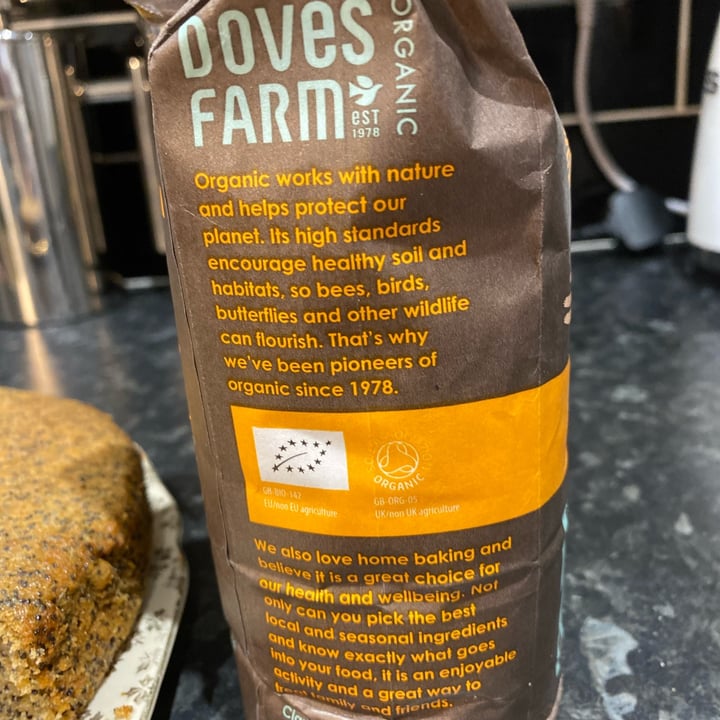 DOVES
FARM
est
1978
ORGANIC
Organic works with nature
and helps protect our
planet. Its high standards
encourage healthy soil and
habitats, so bees, birds,
butterflies and other wildlife
can flourish. That's why
we've been pioneers of
organic since 1978.
ORGANIC
GB-BIO-142
EU/non EU agriculture
GB-ORG-05
UK/non UK agriculture
We also love home baking and
believe it is a great choice for
our health and wellbeing. Not
only can you pick the best
local and seasonal ingredients
and know exactly what goes
into your food, it is an enjoyable
activity and a great way to
treat family and friends.